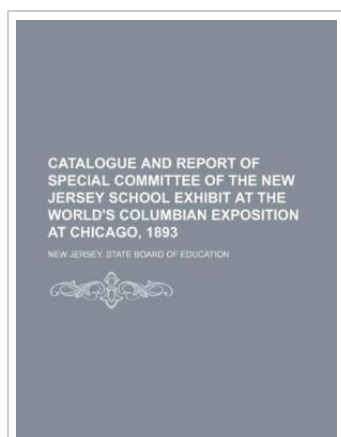 CATALOGUE AND REPORT OF
SPECIAL COMMITTEE OF THE NEW
JERSEY SCHOOL EXHIBIT AT THE
WORLD'S COLUMBIAN EXPOSITION
AT CHICAGO, 1893
NEW JERSEY. STATE BOARD OF EDUCATION